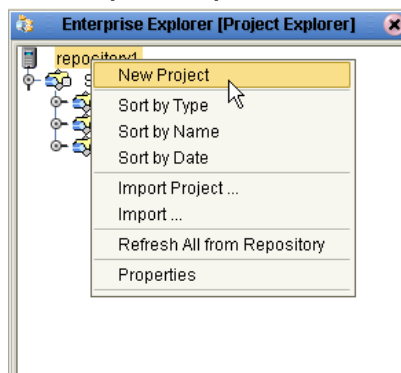 Enterprise Explorer [Project Explorer]
repository1
S
New Project
Sort by Type
Sort by Name
Sort by Date
Import Project ...
Import ...
Refresh All from Repository
Properties